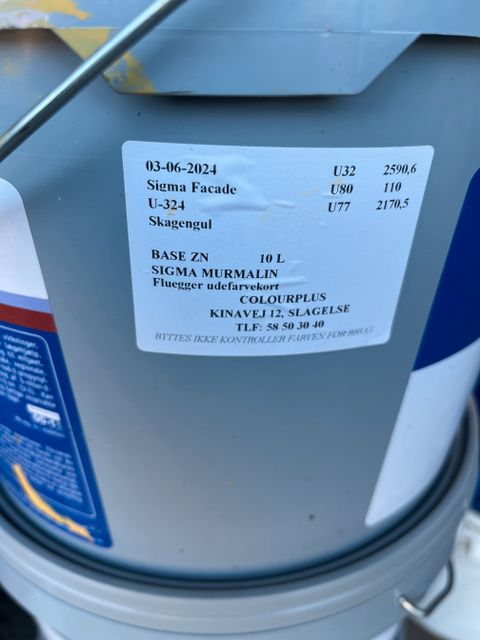 03-06-2024 U32 2590,6
Sigma Facade U80 110
U-324 U77 2170,5
Skagengul
BASE ZN 10 L
SIGMA MURMALIN
Fluegger udefarvekort
COLOURPLUS
KINAVEJ 12, SLAGELSE
TLF: 58 50 30 40
BYTTES IKKE KONTROLLER FARVEN FØR BRUG